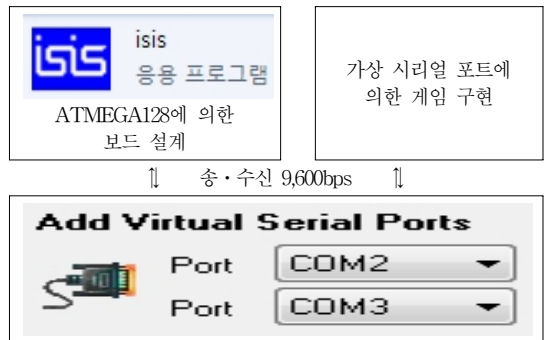 isis
isis
응용 프로그램
ATMEGA128에 의한
보드 설계
가상 시리얼 포트에
의한 게임 구현
⇅ 송・수신 9,600bps ⇅
Add Virtual Serial Ports
Port COM2
Port COM3